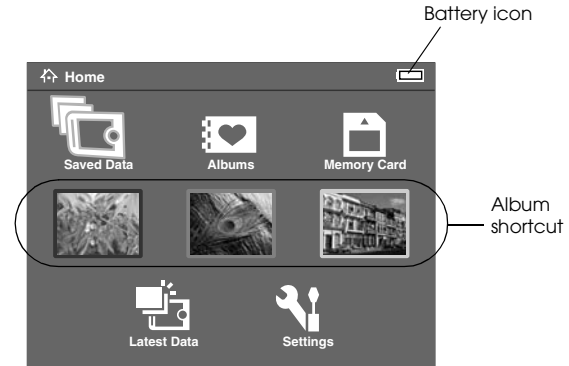 Battery icon
Home
Saved Data
Albums
Memory Card
Album
shortcut
Latest Data
Settings